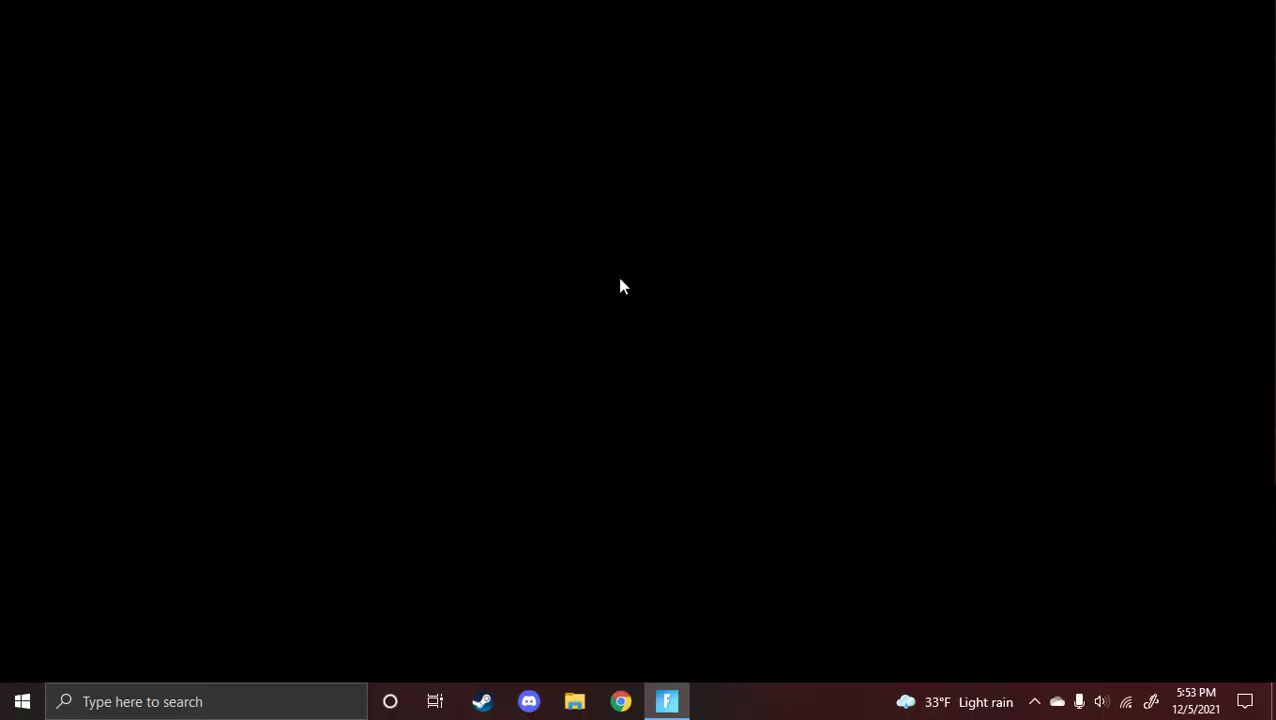 Type here to search
F
33°F Light rain
5:53 PM
12/5/2021